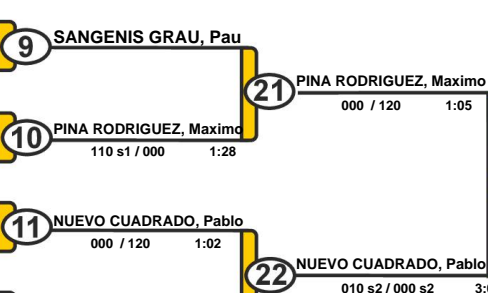 9 SANGENIS GRAU, Pau
21 PINA RODRIGUEZ, Maximo
000 / 120 1:05
10 PINA RODRIGUEZ, Maximo
110 s1 / 000 1:28
11 NUEVO CUADRADO, Pablo
000 / 120 1:02
22 NUEVO CUADRADO, Pablo
010 s2 / 000 s2